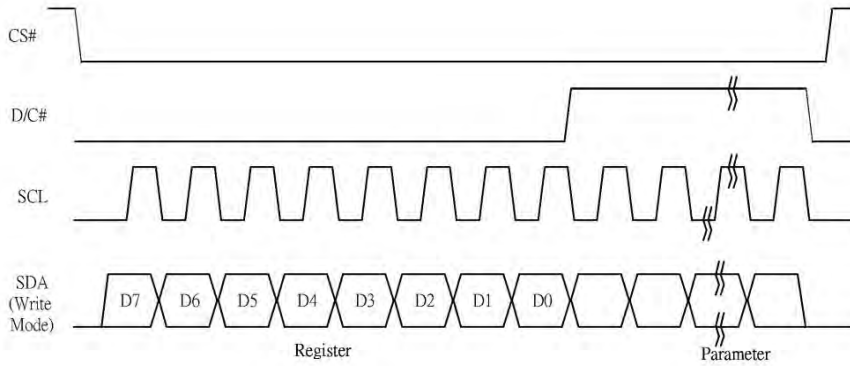 CS#
D/C#
SCL
SDA
(Write
Mode)
D7 D6 D5 D4 D3 D2 D1 D0
Register Parameter